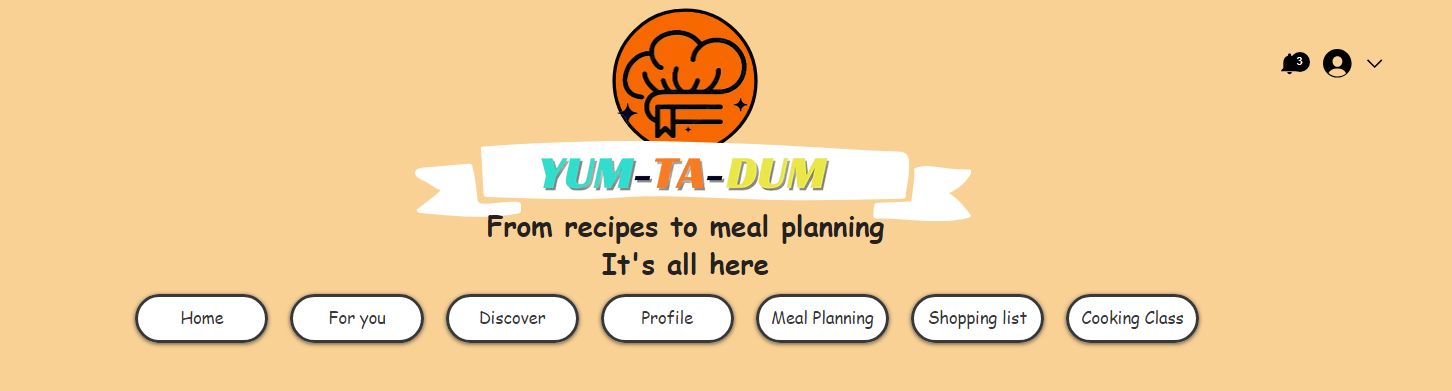 3
YUM-TA-DUM
From recipes to meal planning
It's all here
Home For you Discover Profile Meal Planning Shopping list Cooking Class